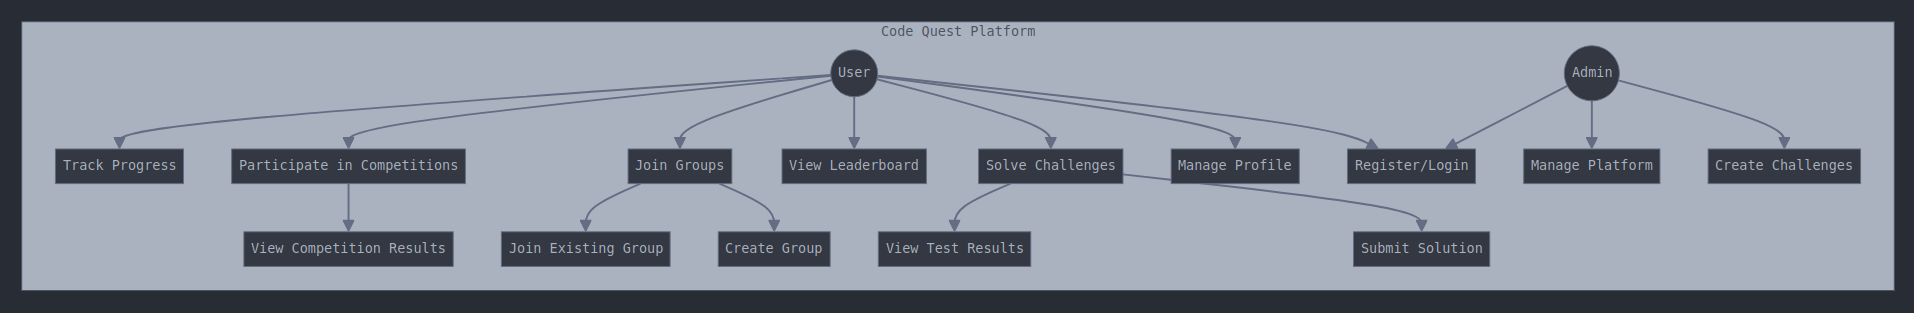 Code Quest Platform
User
Admin
Track Progress
Participate in Competitions
Join Groups
View Leaderboard
Solve Challenges
Manage Profile
Register/Login
Manage Platform
Create Challenges
View Competition Results
Join Existing Group
Create Group
View Test Results
Submit Solution